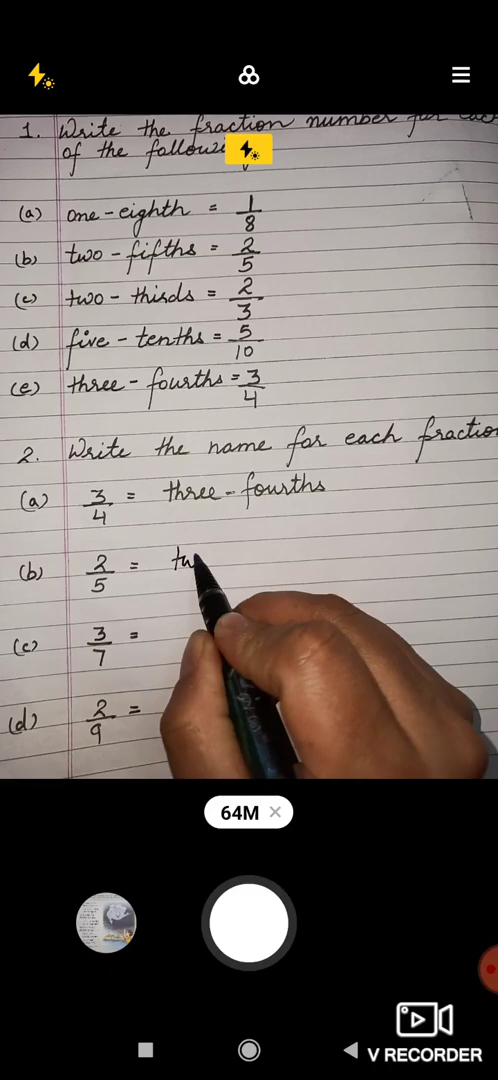 1. Write the fraction number for each
of the
(a) one-eighth = 1/8
(b) two-fifths = 2/5
(c) two-thirds = 2/3
(d) five-tenths = 5/10
(e) three-fourths = 3/4
2. Write the name for each fraction
(a) 3/4 = three-fourths
(b) 2/5 = tw
(c) 3/7 =
(d) 2/9 =
64M ×
V RECORDER